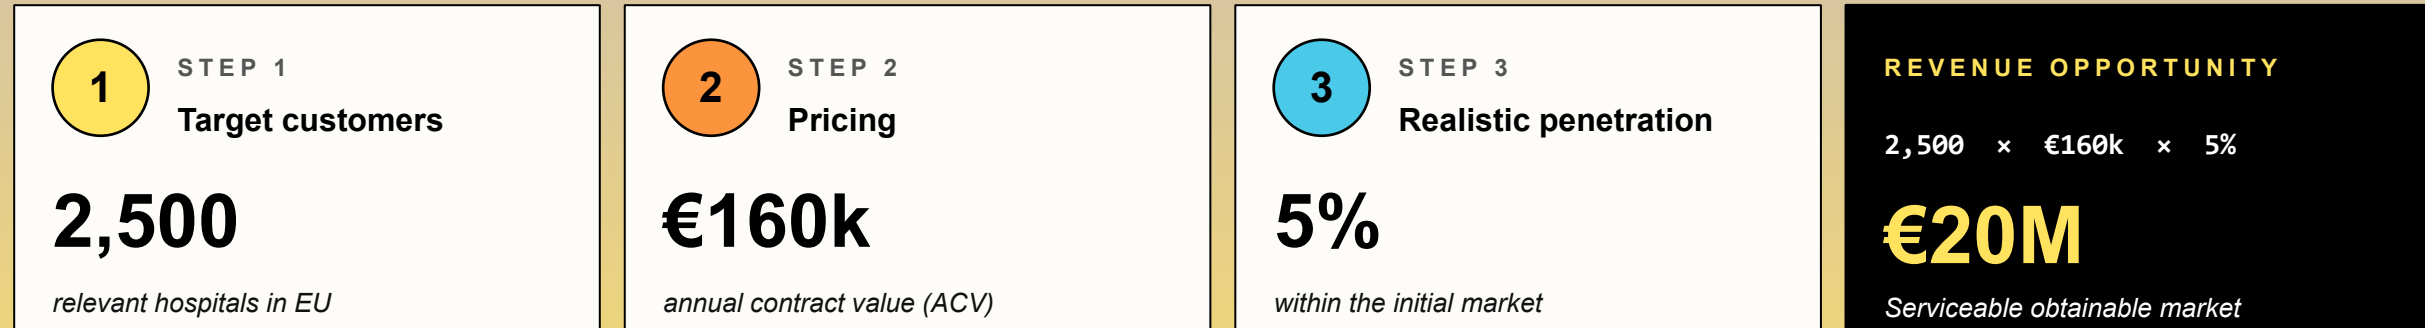 1
STEP 1
Target customers
2,500
relevant hospitals in EU
2
STEP 2
Pricing
€160k
annual contract value (ACV)
3
STEP 3
Realistic penetration
5%
within the initial market
REVENUE OPPORTUNITY
2,500 × €160k × 5%
€20M
Serviceable obtainable market